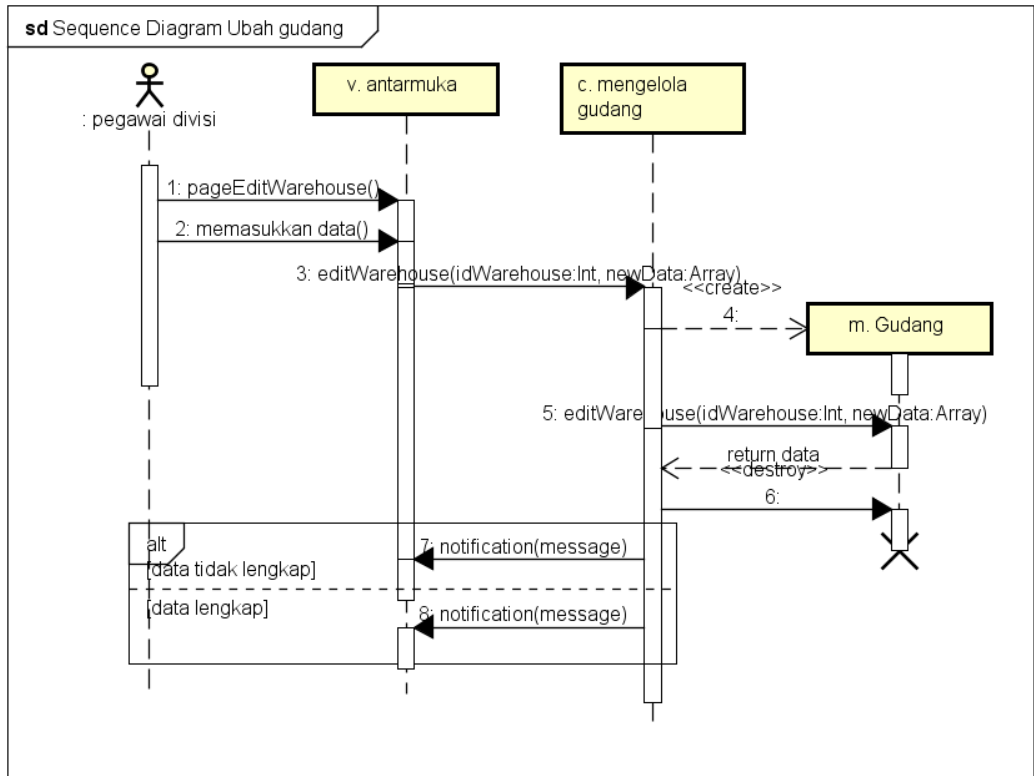 sd Sequence Diagram Ubah gudang
: pegawai divisi
v. antarmuka
c. mengelola
gudang
1: pageEditWarehouse()
2: memasukkan data()
3: editWarehouse(idWarehouse:Int, newData:Array)
<<create>>
4:
m. Gudang
5: editWarehouse(idWarehouse:Int, newData:Array)
return data
<<destroy>>
6:
alt
7: notification(message)
[data tidak lengkap]
[data lengkap]
8: notification(message)